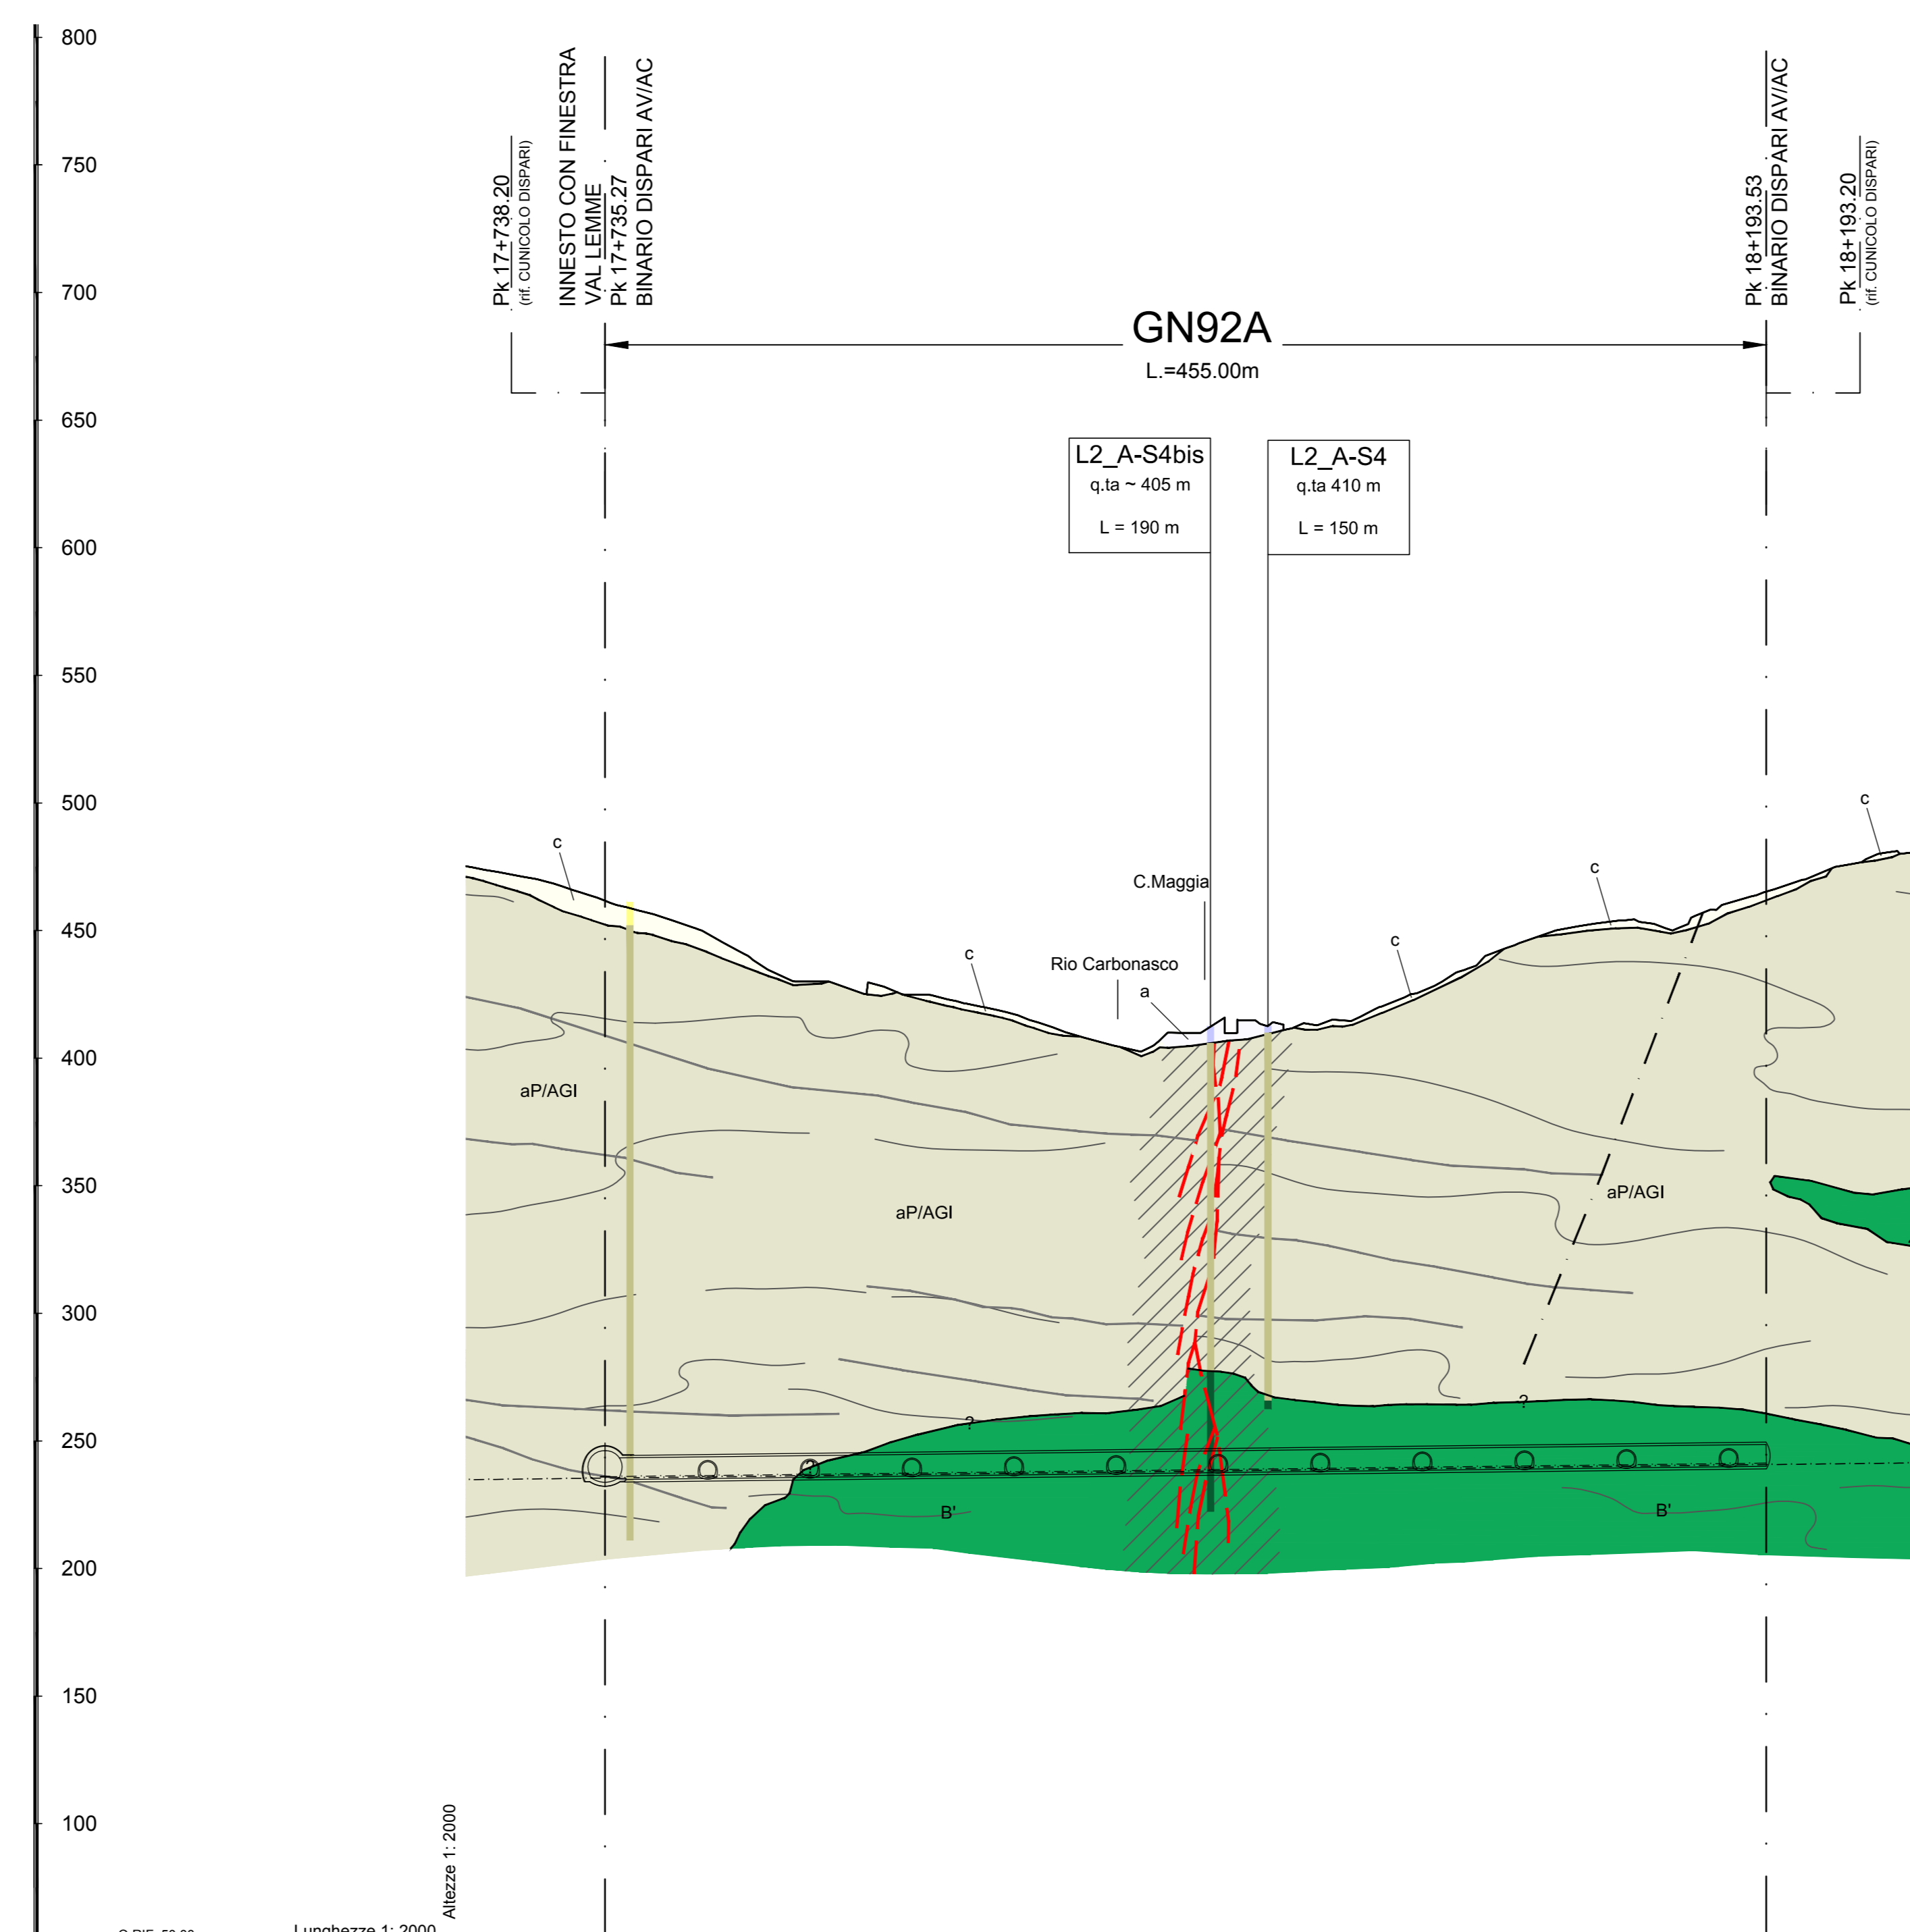 800
750
700
650
600
550
500
450
400
350
300
250
200
150
100
Pk 17+738.20
(rif. CUNICOLO DISPARI)
INNESTO CON FINESTRA
VAL LEMME
Pk 17+735.27
BINARIO DISPARI AV/AC
Pk 18+193.53
BINARIO DISPARI AV/AC
Pk 18+193.20
(rif. CUNICOLO DISPARI)
GN92A
L.=455.00m
L2_A-S4bis
q.ta ~ 405 m
L = 190 m
L2_A-S4
q.ta 410 m
L = 150 m
c
c
c
c
c
C.Maggia
Rio Carbonasco
a
aP/AGI
aP/AGI
aP/AGI
?
?
?
B'
B'
Altezze 1: 2000
Lunghezze 1: 2000